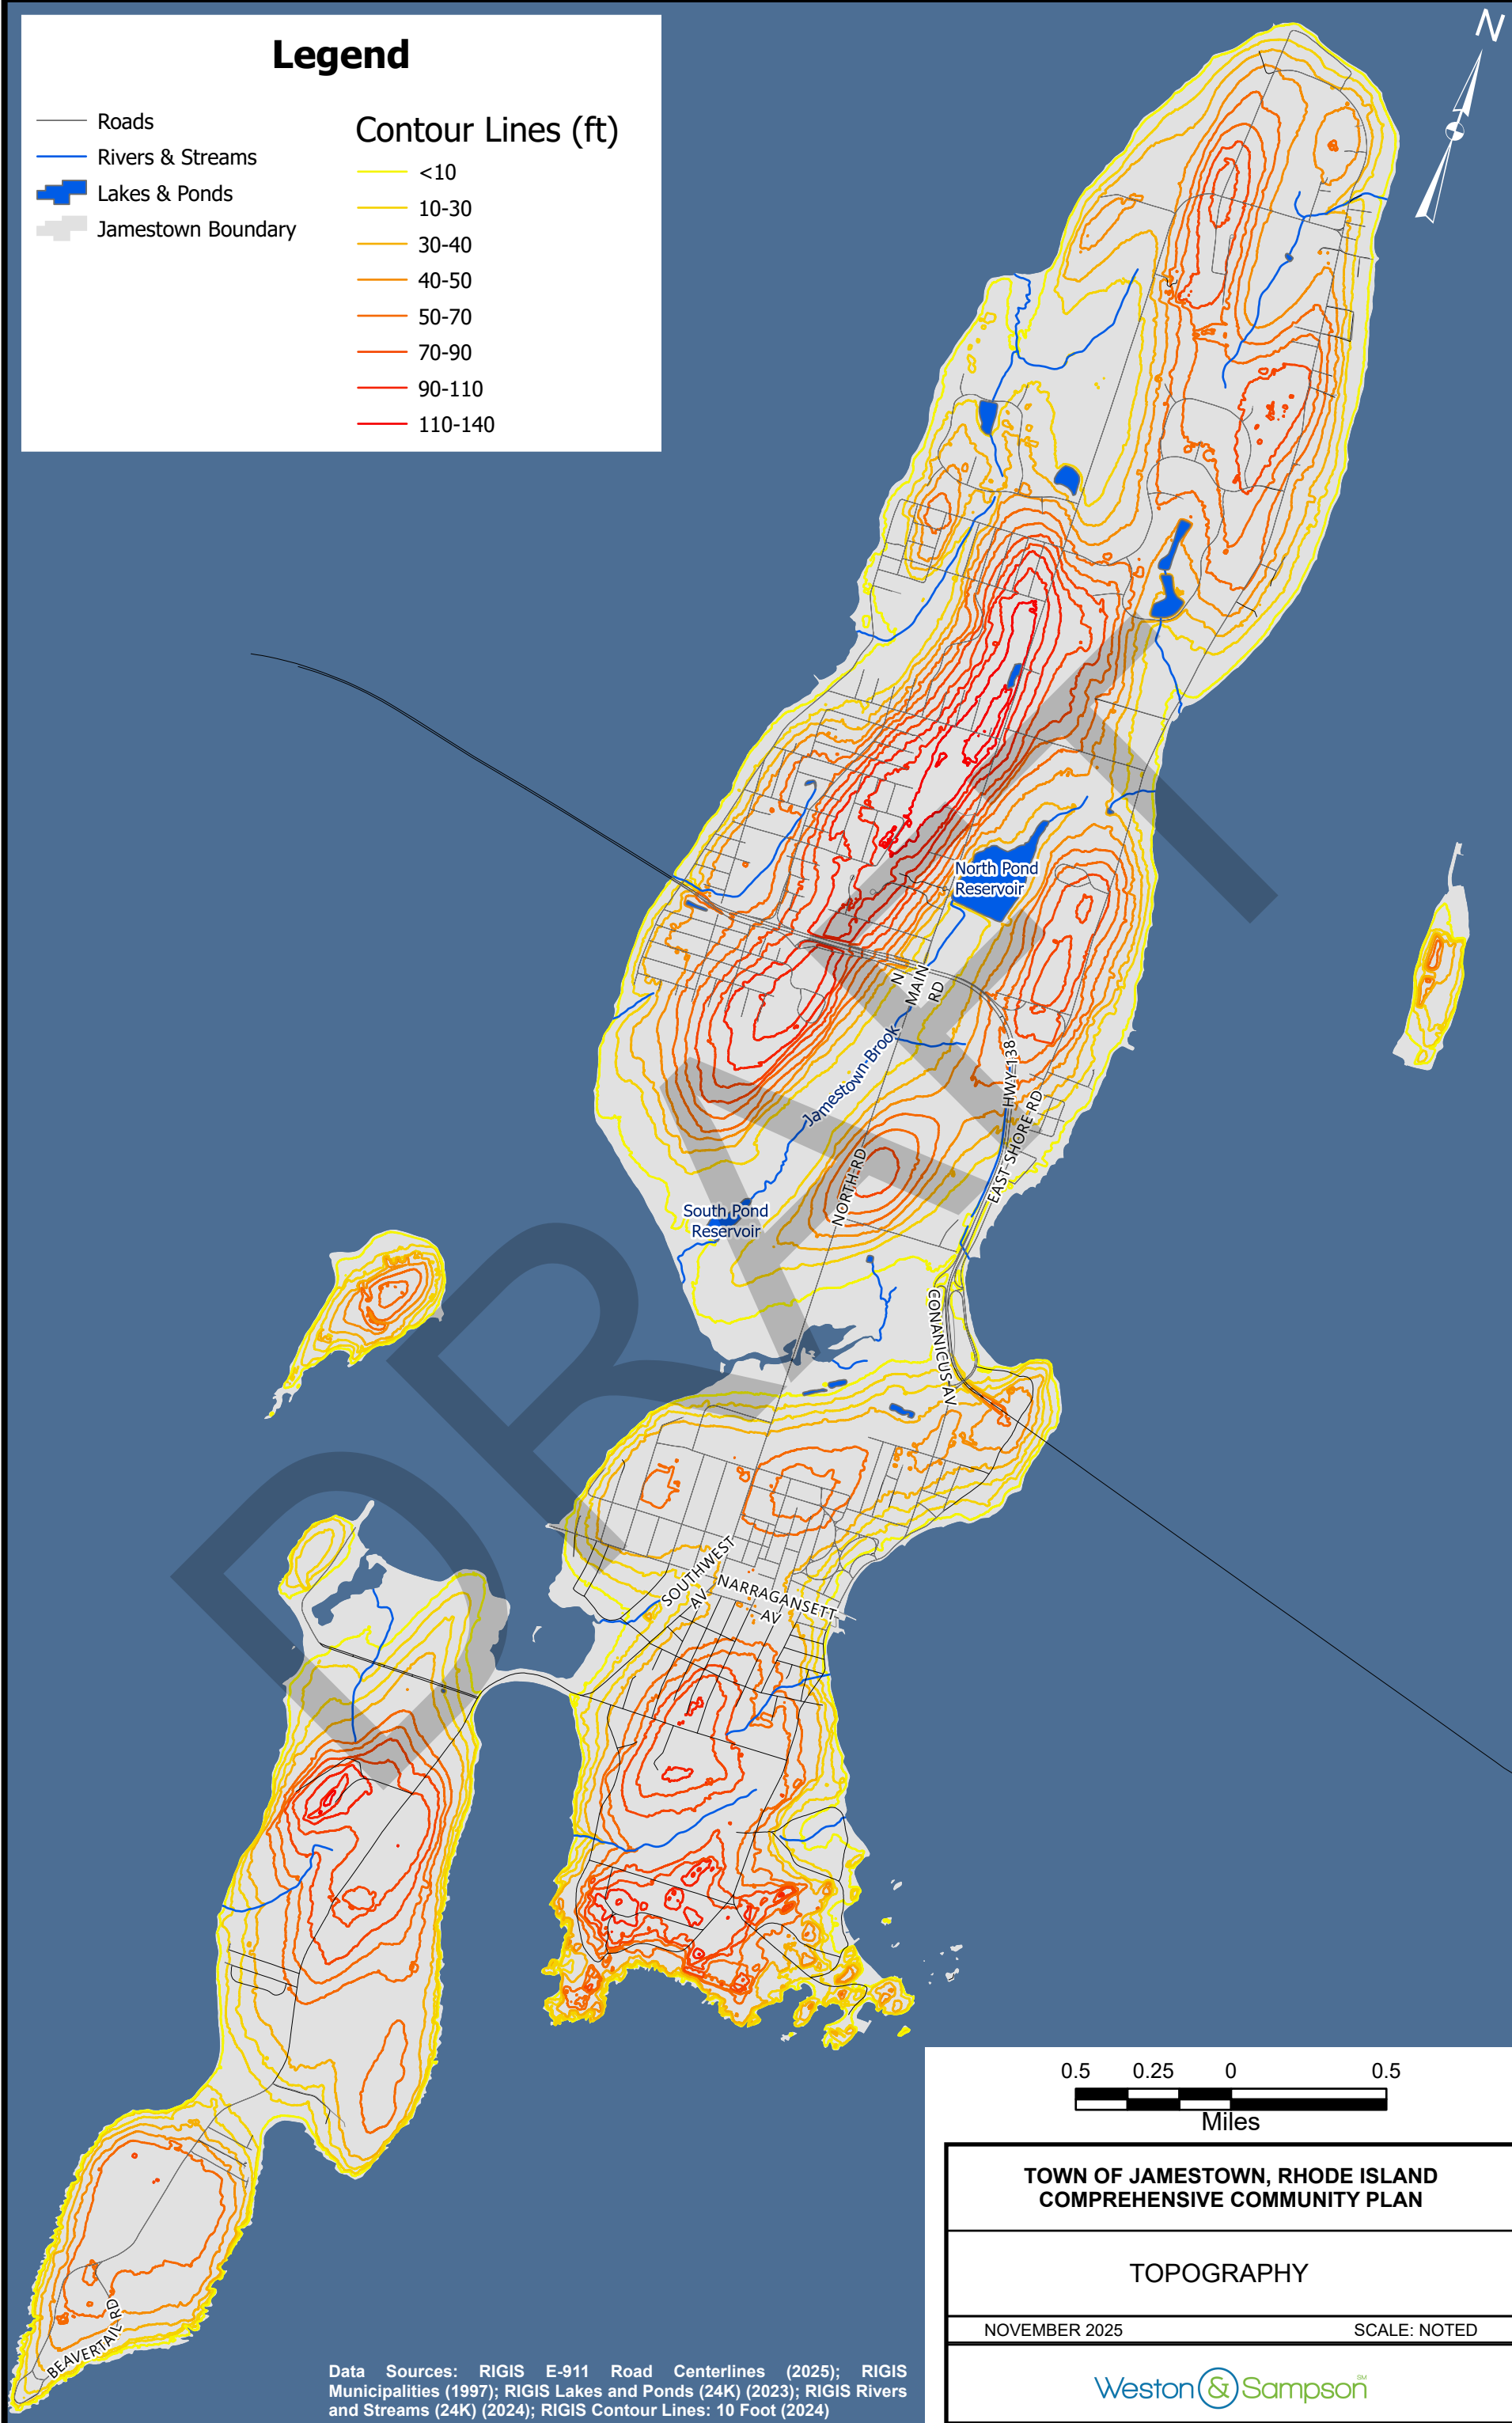 Legend
Roads
Rivers & Streams
Lakes & Ponds
Jamestown Boundary
Contour Lines (ft)
<10
10-30
30-40
40-50
50-70
70-90
90-110
110-140
N
North Pond
Reservoir
N
MAIN
RD
Jamestown Brook
HWY 138
EAST SHORE RD
NORTH RD
South Pond
Reservoir
CONANICUS AV
SOUTHWEST
AV
NARRAGANSETT
AV
BEAVERTAIL RD
DRAFT
0.5 0.25 0 0.5
Miles
TOWN OF JAMESTOWN, RHODE ISLAND
COMPREHENSIVE COMMUNITY PLAN
TOPOGRAPHY
NOVEMBER 2025 SCALE: NOTED
Weston & Sampson SM
Data Sources: RIGIS E-911 Road Centerlines (2025); RIGIS
Municipalities (1997); RIGIS Lakes and Ponds (24K) (2023); RIGIS Rivers
and Streams (24K) (2024); RIGIS Contour Lines: 10 Foot (2024)